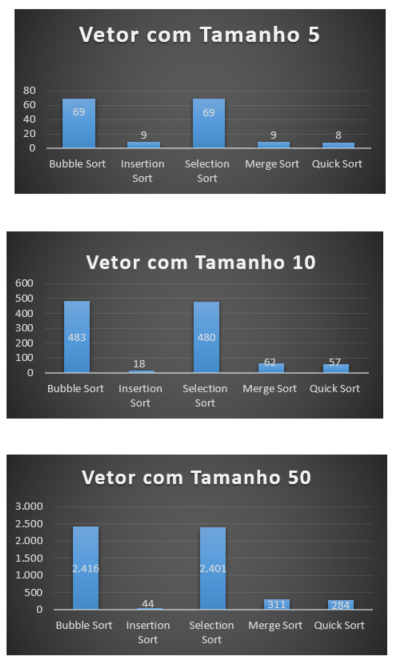 Vetor com Tamanho 5
80
60
40
20
0
69
9
69
9
8
Bubble Sort
Insertion
Sort
Selection
Sort
Merge Sort
Quick Sort
Vetor com Tamanho 10
600
500
400
300
200
100
0
483
18
480
62
57
Bubble Sort
Insertion
Sort
Selection
Sort
Merge Sort
Quick Sort
Vetor com Tamanho 50
3.000
2.500
2.000
1.500
1.000
500
0
2.416
44
2.401
311
284
Bubble Sort
Insertion
Sort
Selection
Sort
Merge Sort
Quick Sort